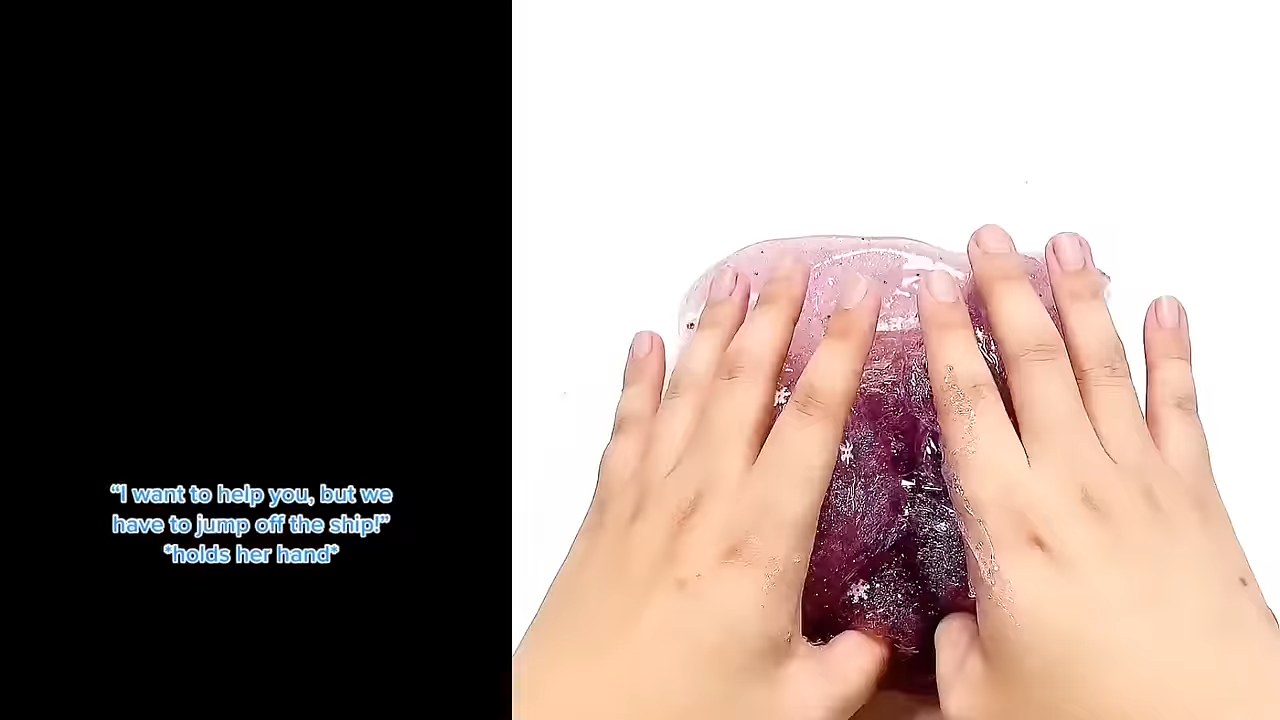 “I want to help you, but we
have to jump off the ship!”
*holds her hand*